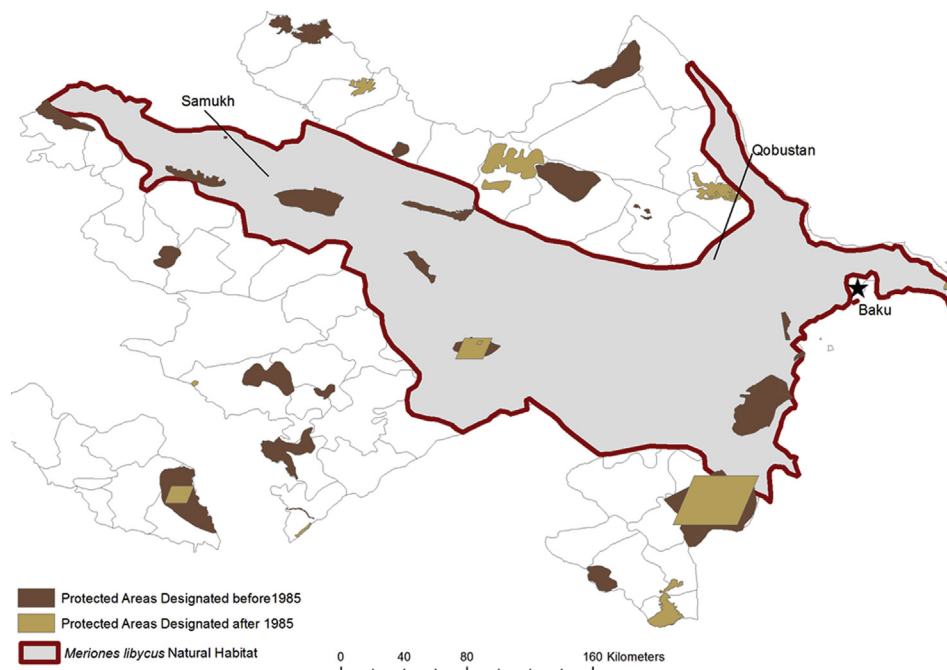 Samukh
Qobustan
Baku
Protected Areas Designated before1985
Protected Areas Designated after 1985
Meriones libycus Natural Habitat
0 40 80 160 Kilometers